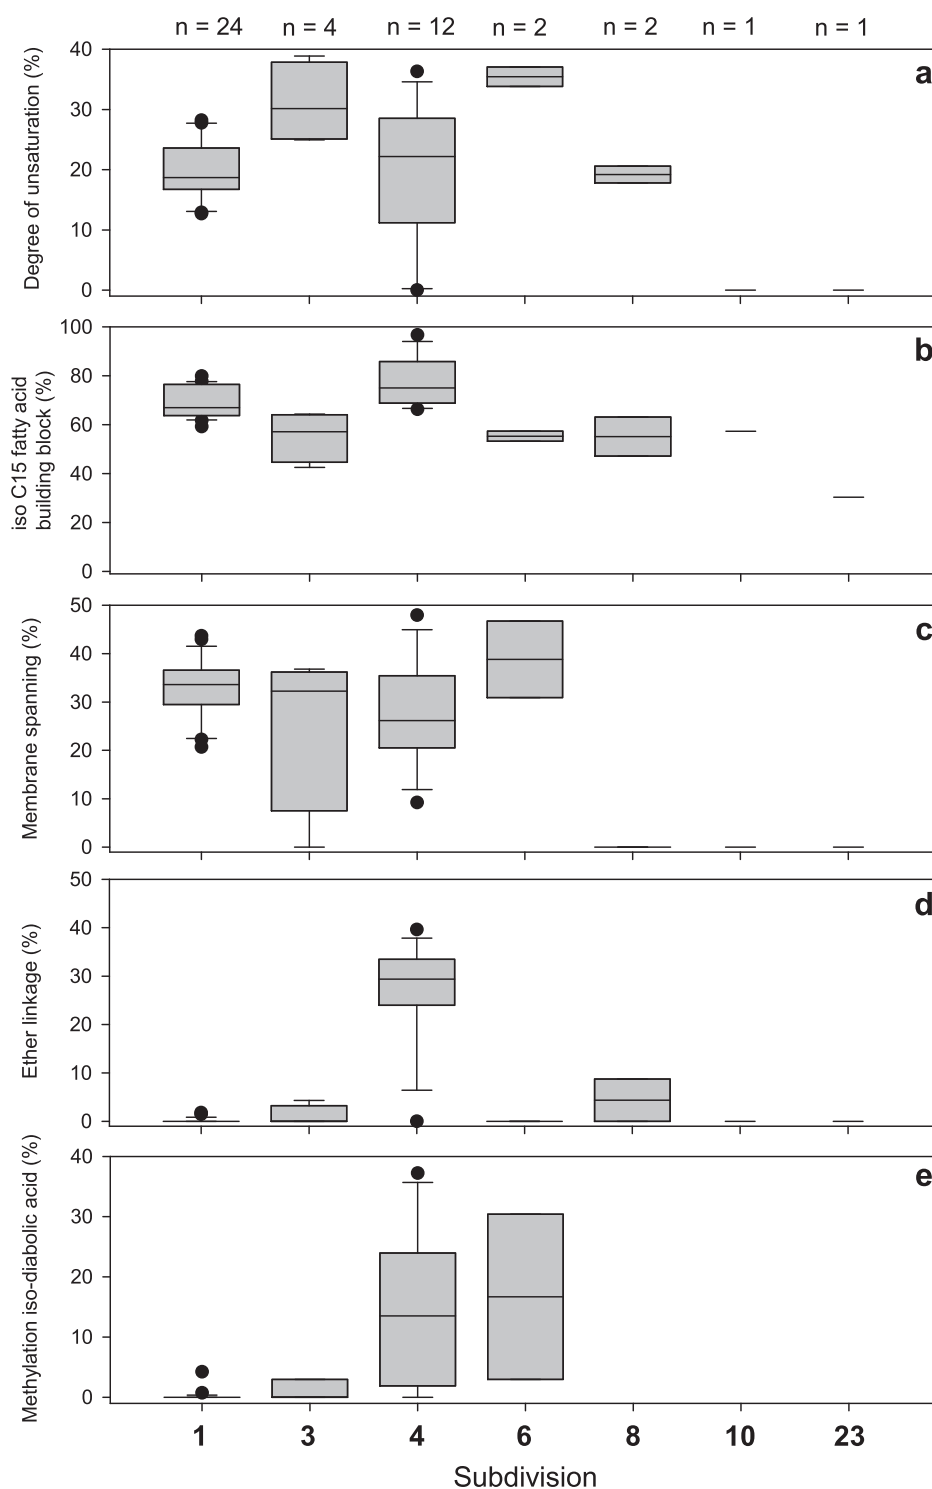 n = 24 n = 4 n = 12 n = 2 n = 2 n = 1 n = 1
a
Degree of unsaturation (%)
40
30
20
10
0
b
iso C15 fatty acid
building block (%)
100
80
60
40
20
0
c
Membrane spanning (%)
50
40
30
20
10
0
d
Ether linkage (%)
50
40
30
20
10
0
e
Methylation iso-diabolic acid (%)
40
30
20
10
0
1 3 4 6 8 10 23
Subdivision